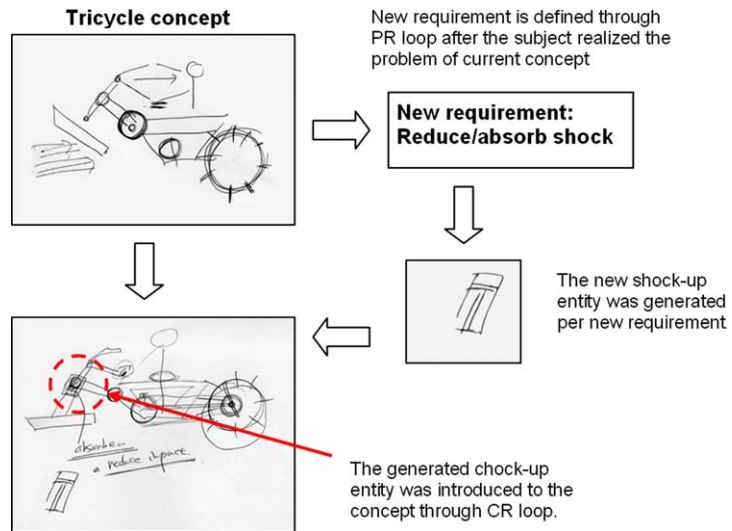 Tricycle concept
New requirement is defined through
PR loop after the subject realized the
problem of current concept
New requirement:
Reduce/absorb shock
The new shock-up
entity was generated
per new requirement
absorben
a reduce impact.
The generated chock-up
entity was introduced to the
concept through CR loop.